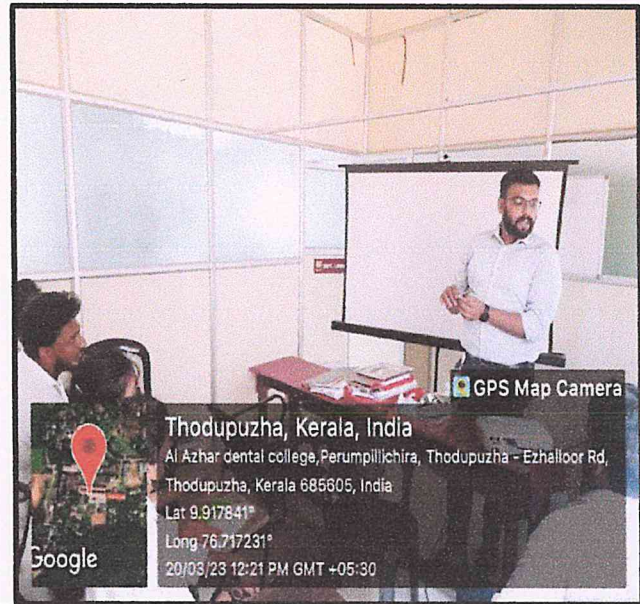 GPS Map Camera
Thodupuzha, Kerala, India
Al Azhar dental college,Perumpillichira, Thodupuzha - Ezhalloor Rd,
Thodupuzha, Kerala 685605, India
Lat 9.917841°
Long 76.717231°
20/03/23 12:21 PM GMT +05:30
Google